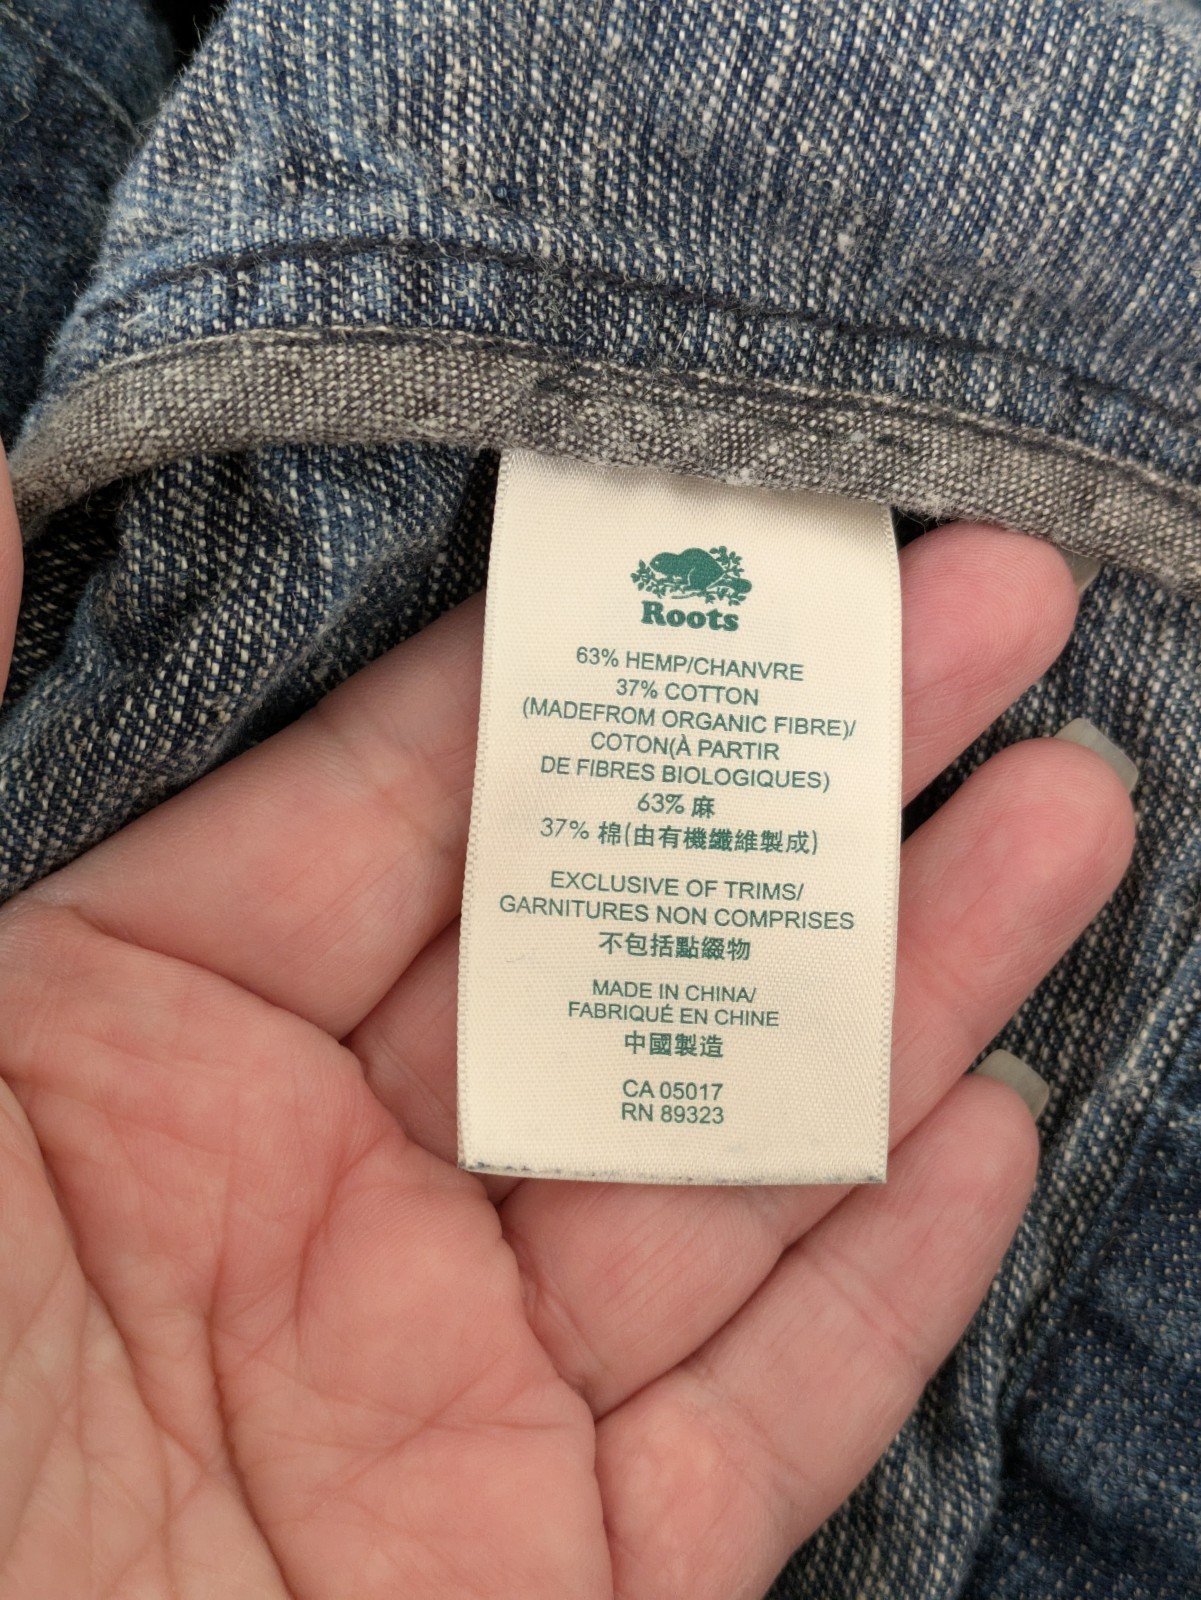 Roots
63% HEMP/CHANVRE
37% COTTON
(MADEFROM ORGANIC FIBRE)/
COTON(À PARTIR
DE FIBRES BIOLOGIQUES)
63% 麻
37% 棉(由有機纖維製成)
EXCLUSIVE OF TRIMS/
GARNITURES NON COMPRISES
不包括點綴物
MADE IN CHINA/
FABRIQUÉ EN CHINE
中國製造
CA 05017
RN 89323